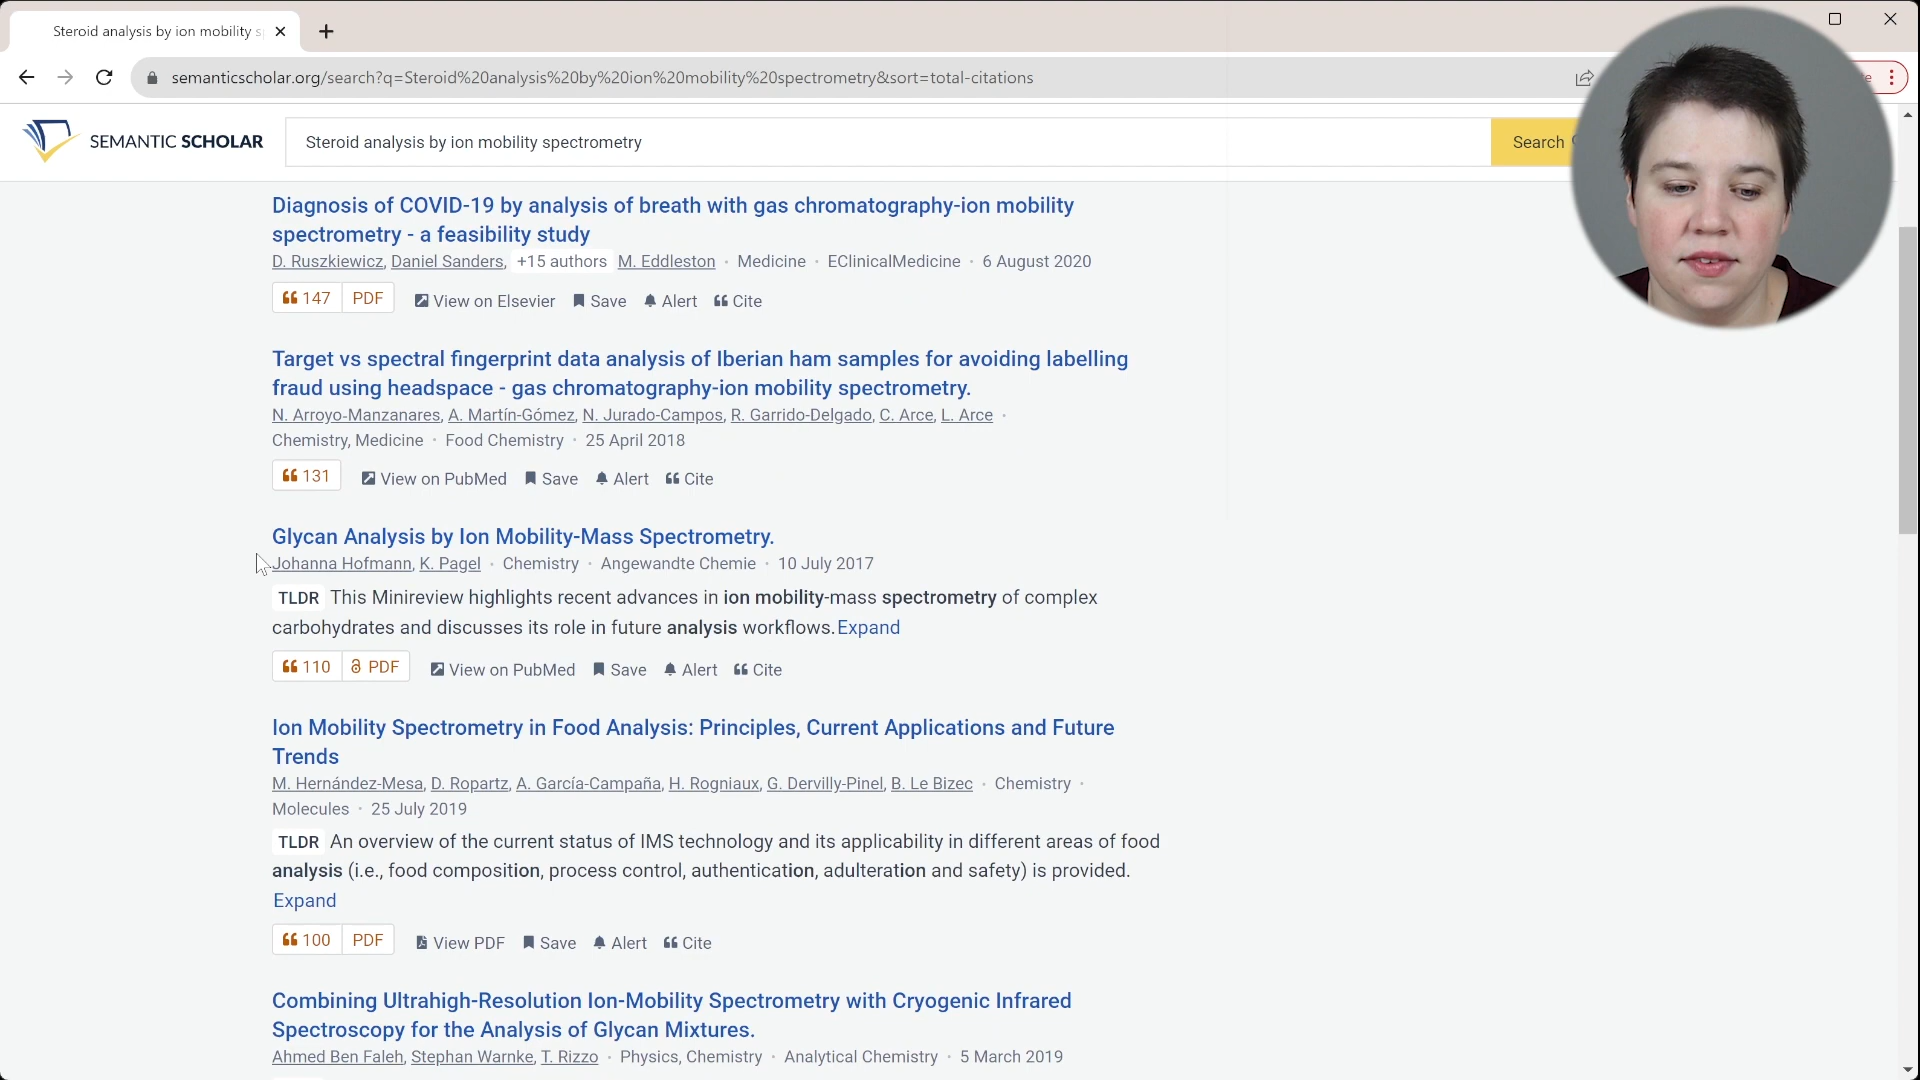 Steroid analysis by ion mobility s
semanticscholar.org/search?q=Steroid%20analysis%20by%20ion%20mobility%20spectrometry&sort=total-citations
SEMANTIC SCHOLAR
Steroid analysis by ion mobility spectrometry
Search
Diagnosis of COVID-19 by analysis of breath with gas chromatography-ion mobility
spectrometry - a feasibility study
D. Ruszkiewicz, Daniel Sanders, +15 authors M. Eddleston · Medicine · EClinicalMedicine · 6 August 2020
147 PDF View on Elsevier Save Alert Cite
Target vs spectral fingerprint data analysis of Iberian ham samples for avoiding labelling
fraud using headspace - gas chromatography-ion mobility spectrometry.
N. Arroyo-Manzanares, A. Martín-Gómez, N. Jurado-Campos, R. Garrido-Delgado, C. Arce, L. Arce ·
Chemistry, Medicine · Food Chemistry · 25 April 2018
131 View on PubMed Save Alert Cite
Glycan Analysis by Ion Mobility-Mass Spectrometry.
Johanna Hofmann, K. Pagel · Chemistry · Angewandte Chemie · 10 July 2017
TLDR This Minireview highlights recent advances in ion mobility-mass spectrometry of complex
carbohydrates and discusses its role in future analysis workflows. Expand
110 PDF View on PubMed Save Alert Cite
Ion Mobility Spectrometry in Food Analysis: Principles, Current Applications and Future
Trends
M. Hernández-Mesa, D. Ropartz, A. García-Campaña, H. Rogniaux, G. Dervilly-Pinel, B. Le Bizec · Chemistry ·
Molecules · 25 July 2019
TLDR An overview of the current status of IMS technology and its applicability in different areas of food
analysis (i.e., food composition, process control, authentication, adulteration and safety) is provided.
Expand
100 PDF View PDF Save Alert Cite
Combining Ultrahigh-Resolution Ion-Mobility Spectrometry with Cryogenic Infrared
Spectroscopy for the Analysis of Glycan Mixtures.
Ahmed Ben Faleh, Stephan Warnke, T. Rizzo · Physics, Chemistry · Analytical Chemistry · 5 March 2019